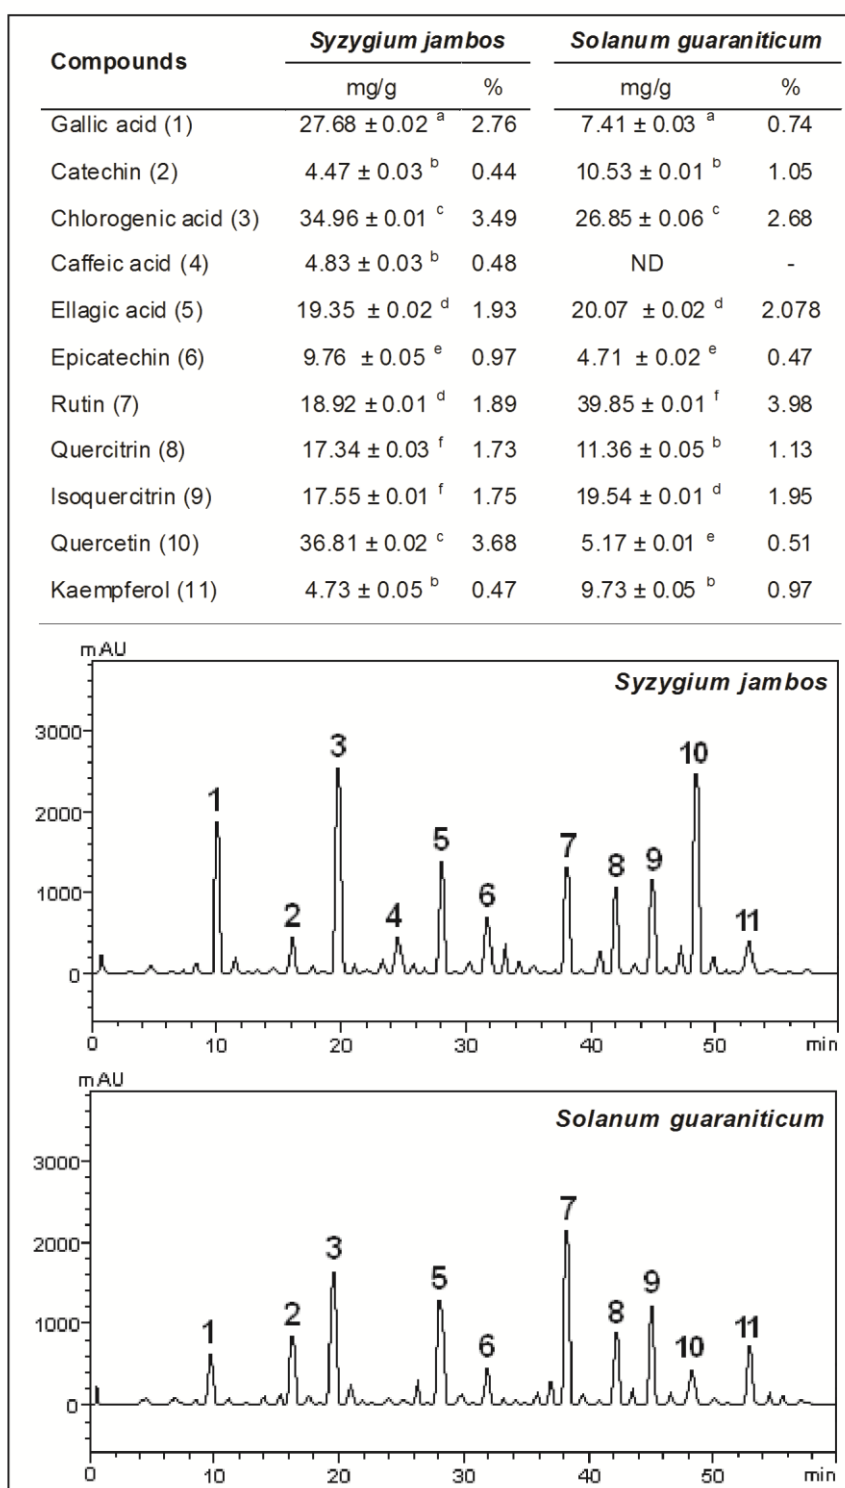 Compounds Syzygium jambos Solanum guaraniticum
mg/g % mg/g %
Gallic acid (1) 27.68 ± 0.02 a 2.76 7.41 ± 0.03 a 0.74
Catechin (2) 4.47 ± 0.03 b 0.44 10.53 ± 0.01 b 1.05
Chlorogenic acid (3) 34.96 ± 0.01 c 3.49 26.85 ± 0.06 c 2.68
Caffeic acid (4) 4.83 ± 0.03 b 0.48 ND -
Ellagic acid (5) 19.35 ± 0.02 d 1.93 20.07 ± 0.02 d 2.078
Epicatechin (6) 9.76 ± 0.05 e 0.97 4.71 ± 0.02 e 0.47
Rutin (7) 18.92 ± 0.01 d 1.89 39.85 ± 0.01 f 3.98
Quercitrin (8) 17.34 ± 0.03 f 1.73 11.36 ± 0.05 b 1.13
Isoquercitrin (9) 17.55 ± 0.01 f 1.75 19.54 ± 0.01 d 1.95
Quercetin (10) 36.81 ± 0.02 c 3.68 5.17 ± 0.01 e 0.51
Kaempferol (11) 4.73 ± 0.05 b 0.47 9.73 ± 0.05 b 0.97
mAU
Syzygium jambos
3000
2000
1000
0
1 2 3 4 5 6 7 8 9 10 11
0 10 20 30 40 50 min
mAU
Solanum guaraniticum
3000
2000
1000
0
1 2 3 5 6 7 8 9 10 11
0 10 20 30 40 50 min